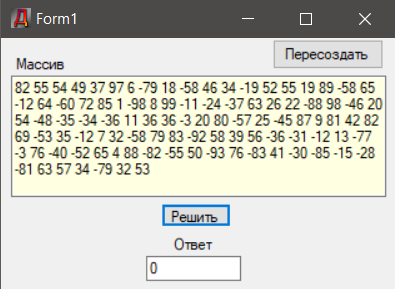 Form1
Пересоздать
Массив
82 55 54 49 37 97 6 -79 18 -58 46 34 -19 52 55 19 89 -58 65
-12 64 -60 72 85 1 -98 8 99 -11 -24 -37 63 26 22 -88 98 -46 20
54 -48 -35 -34 -36 11 36 36 -3 20 80 -57 25 -45 87 9 81 42 82
69 -53 35 -12 7 32 -58 79 83 -92 58 39 56 -36 -31 -12 13 -77
-3 76 -40 -52 65 4 88 -82 -55 50 -93 76 -83 41 -30 -85 -15 -28
-81 63 57 34 -79 32 53
Решить
Ответ
0